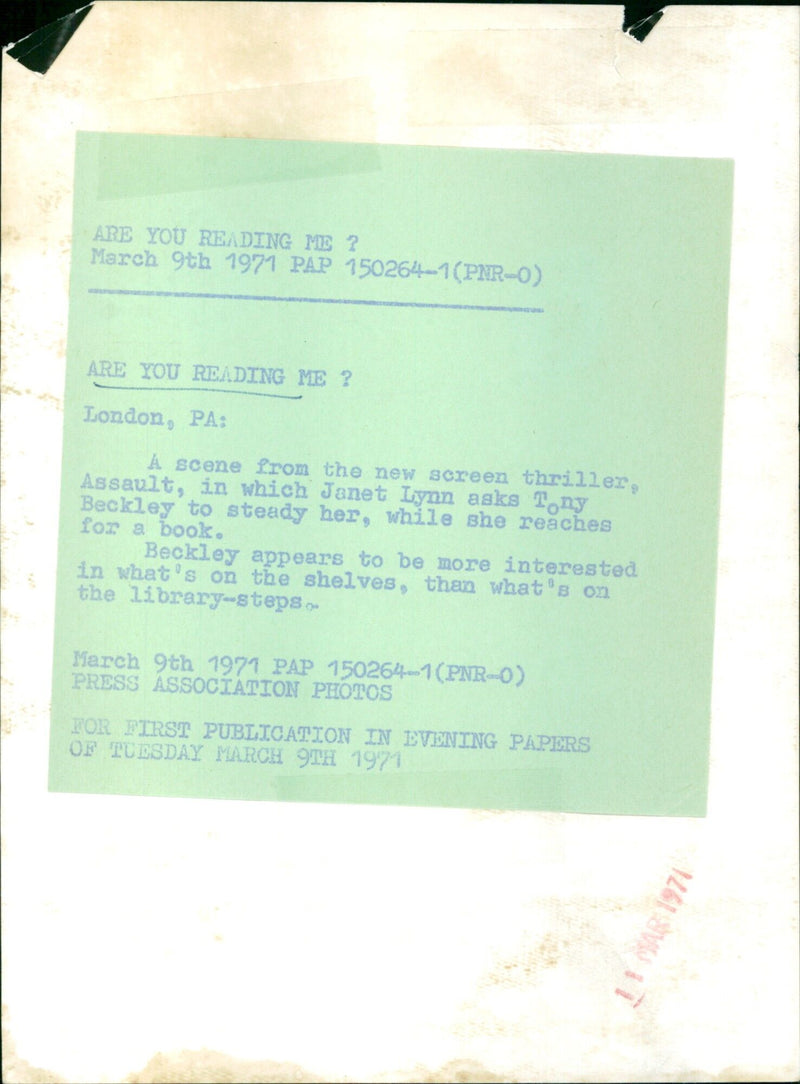 ARE YOU READING ME ?
March 9th 1971 PAP 150264-1(PNR-0)
ARE YOU READING ME ?
London, PA:
A scene from the new screen thriller,
Assault, in which Janet Lynn asks Tony
Beckley to steady her, while she reaches
for a book.
Beckley appears to be more interested
in what's on the shelves, than what's on
the library-steps.-
March 9th 1971 PAP 150264-1(PNR-0)
PRESS ASSOCIATION PHOTOS
FOR FIRST PUBLICATION IN EVENING PAPERS
OF TUESDAY MARCH 9TH 1971
11 MAR 1971